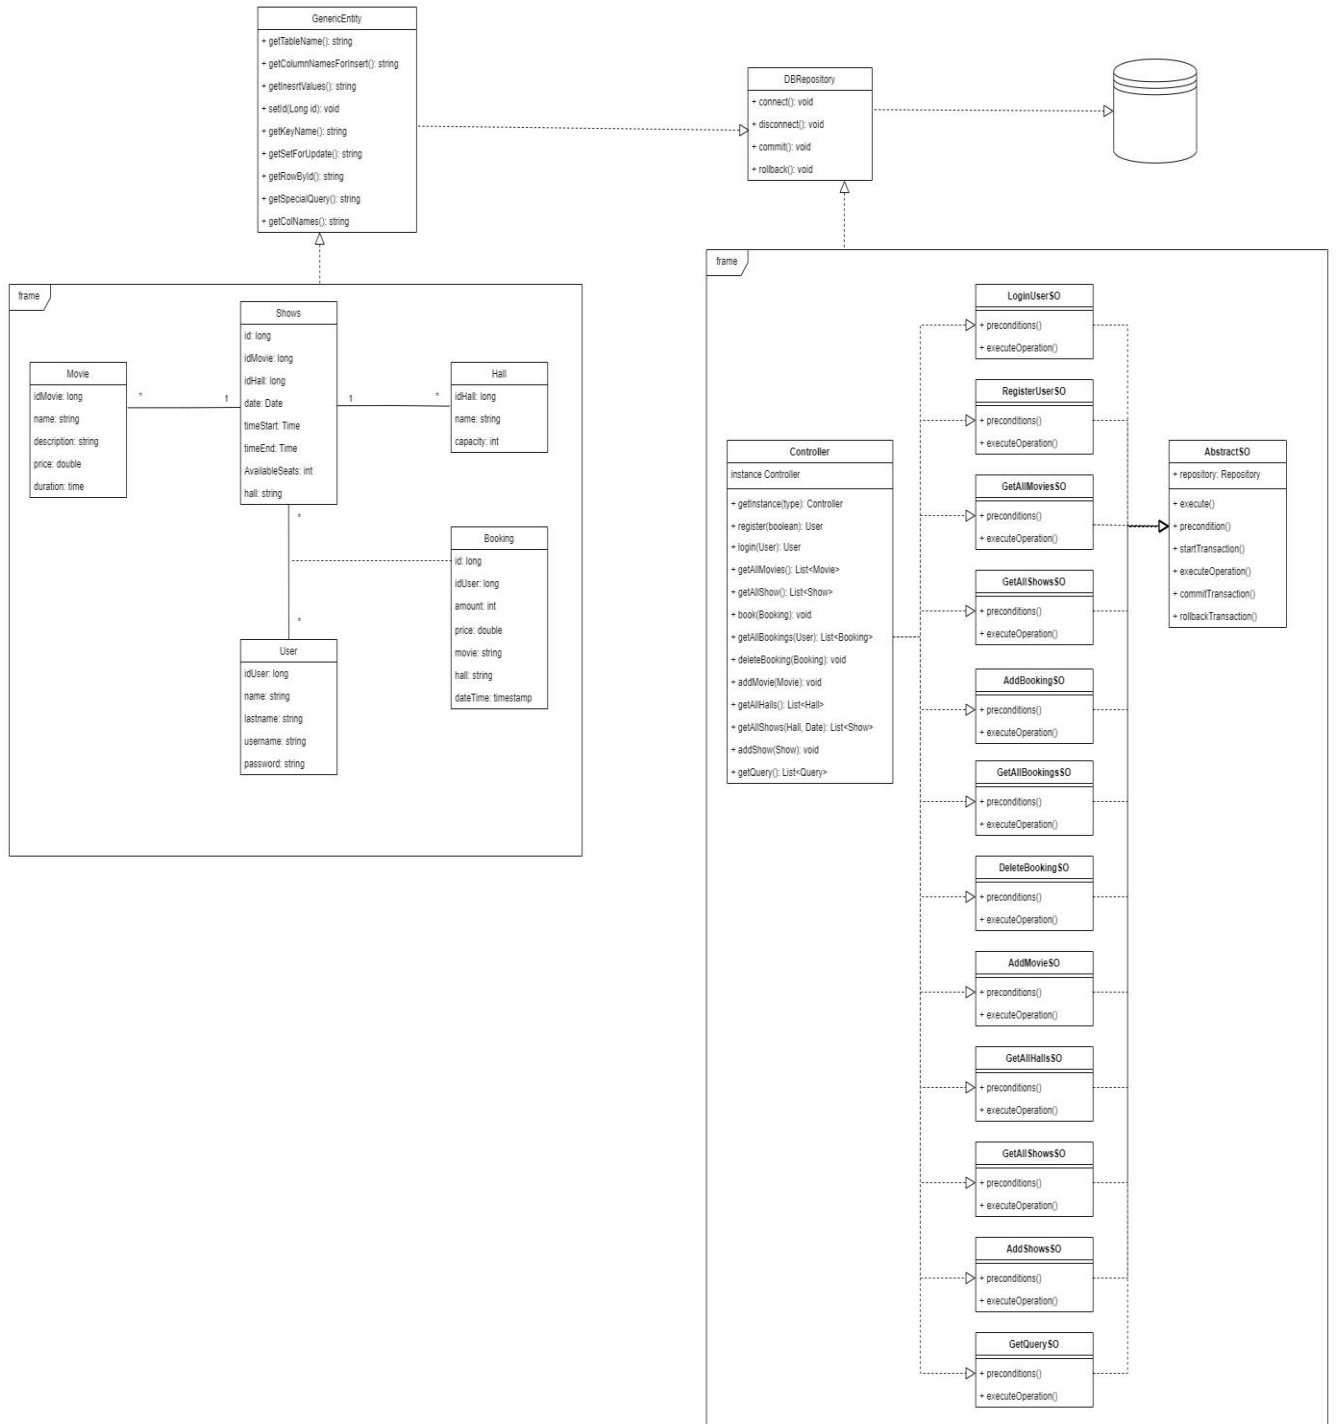 GenericEntity
+ getTableName(): string
+ getColumnNamesForInsert(): string
+ getInesrtValues(): string
+ setId(Long id): void
+ getKeyName(): string
+ getSetForUpdate(): string
+ getRowById(): string
+ getSpecialQuery(): string
+ getColNames(): string
DBRepository
+ connect(): void
+ disconnect(): void
+ commit(): void
+ rollback(): void
frame
Shows
id: long
idMovie: long
idHall: long
date: Date
timeStart: Time
timeEnd: Time
AvailableSeats: int
hall: string
Movie
idMovie: long
name: string
description: string
price: double
duration: time
* 1
1 *
Hall
idHall: long
name: string
capacity: int
*
*
Booking
id: long
idUser: long
amount: int
price: double
movie: string
hall: string
dateTime: timestamp
User
idUser: long
name: string
lastname: string
username: string
password: string
frame
Controller
instance Controller
+ getInstance(type): Controller
+ register(boolean): User
+ login(User): User
+ getAllMovies(): List<Movie>
+ getAllShow(): List<Show>
+ book(Booking): void
+ getAllBookings(User): List<Booking>
+ deleteBooking(Booking): void
+ addMovie(Movie): void
+ getAllHalls(): List<Hall>
+ getAllShows(Hall, Date): List<Show>
+ addShow(Show): void
+ getQuery(): List<Query>
LoginUserSO
+ preconditions()
+ executeOperation()
RegisterUserSO
+ preconditions()
+ executeOperation()
GetAllMoviesSO
+ preconditions()
+ executeOperation()
GetAllShowsSO
+ preconditions()
+ executeOperation()
AddBookingSO
+ preconditions()
+ executeOperation()
GetAllBookingsSO
+ preconditions()
+ executeOperation()
DeleteBookingSO
+ preconditions()
+ executeOperation()
AddMovieSO
+ preconditions()
+ executeOperation()
GetAllHallsSO
+ preconditions()
+ executeOperation()
GetAllShowsSO
+ preconditions()
+ executeOperation()
AddShowsSO
+ preconditions()
+ executeOperation()
GetQuerySO
+ preconditions()
+ executeOperation()
AbstractSO
+ repository: Repository
+ execute()
+ precondition()
+ startTransaction()
+ executeOperation()
+ commitTransaction()
+ rollbackTransaction()